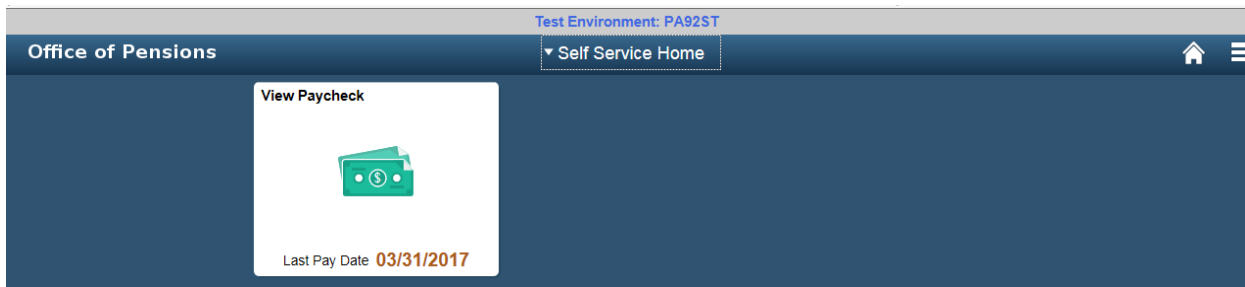 Test Environment: PA92ST
Office of Pensions
Self Service Home
View Paycheck
$
Last Pay Date 03/31/2017